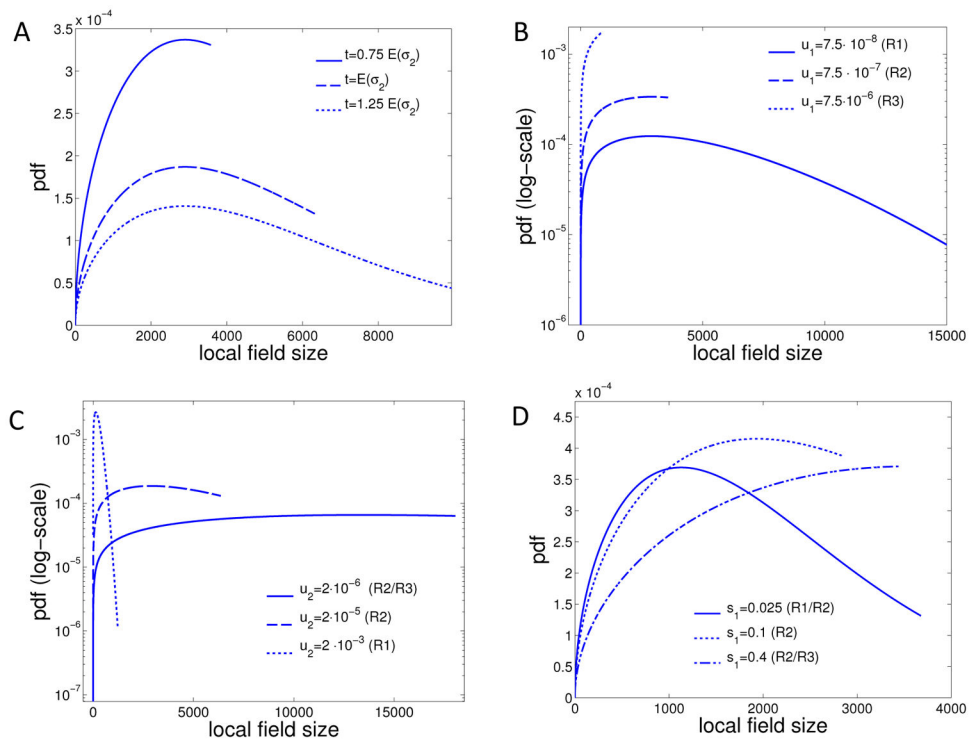 A
x 10⁻⁴
3.5
3
2.5
2
1.5
1
0.5
0
pdf
0 2000 4000 6000 8000
local field size
t=0.75 E(σ₂)
t=E(σ₂)
t=1.25 E(σ₂)
B
10⁻³
10⁻⁴
10⁻⁵
10⁻⁶
pdf (log−scale)
0 5000 10000 15000
local field size
u₁=7.5· 10⁻⁸ (R1)
u₁=7.5 · 10⁻⁷ (R2)
u₁=7.5·10⁻⁶ (R3)
C
10⁻³
10⁻⁴
10⁻⁵
10⁻⁶
10⁻⁷
pdf (log−scale)
0 5000 10000 15000
local field size
u₂=2·10⁻⁶ (R2/R3)
u₂=2·10⁻⁵ (R2)
u₂=2 ·10⁻³ (R1)
D
x 10⁻⁴
4.5
4
3.5
3
2.5
2
1.5
1
0.5
0
pdf
0 1000 2000 3000 4000
local field size
s₁=0.025 (R1/R2)
s₁=0.1 (R2)
s₁=0.4 (R2/R3)